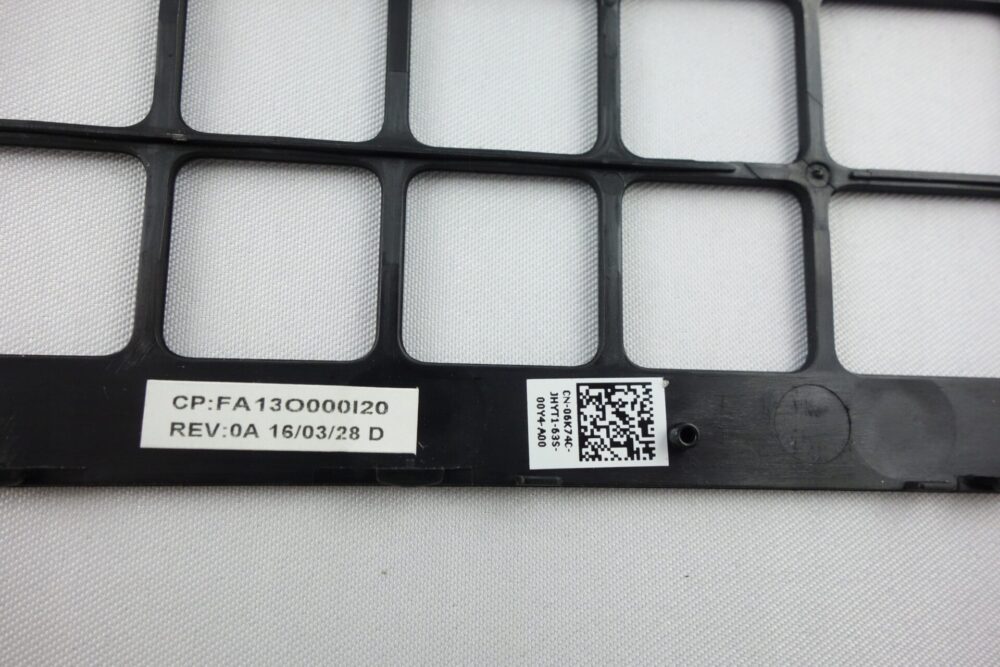 CP:FA13O000I20
REV:0A 16/03/28 D
CN-06K74C-
JHYT1-63S-
00Y4-A00